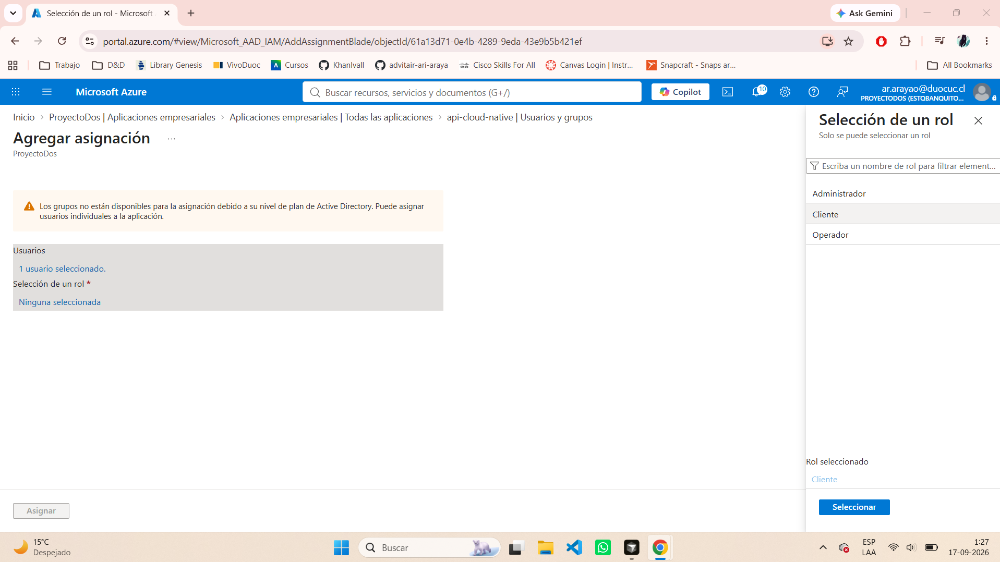 Selección de un rol - Microsoft
Ask Gemini
portal.azure.com/#view/Microsoft_AAD_IAM/AddAssignmentBlade/objectId/61a13d71-0e4b-4289-9eda-43e9b5b421ef
Trabajo
D&D
Library Genesis
VivoDuoc
Cursos
KhanIvall
advitair-ari-araya
Cisco Skills For All
Canvas Login | Instr...
Snapcraft - Snaps ar...
All Bookmarks
Microsoft Azure
Buscar recursos, servicios y documentos (G+/)
Copilot
10
ar.arayao@duocuc.cl
PROYECTODOS (ESTQBANQUITO...
Inicio > ProyectoDos | Aplicaciones empresariales > Aplicaciones empresariales | Todas las aplicaciones > api-cloud-native | Usuarios y grupos
Agregar asignación ...
ProyectoDos
Los grupos no están disponibles para la asignación debido a su nivel de plan de Active Directory. Puede asignar
usuarios individuales a la aplicación.
Usuarios
1 usuario seleccionado.
Selección de un rol *
Ninguna seleccionada
Asignar
Selección de un rol
Solo se puede seleccionar un rol
Escriba un nombre de rol para filtrar element...
Administrador
Cliente
Operador
Rol seleccionado
Cliente
Seleccionar
15°C
Despejado
Buscar
ESP
LAA
1:27
17-09-2026